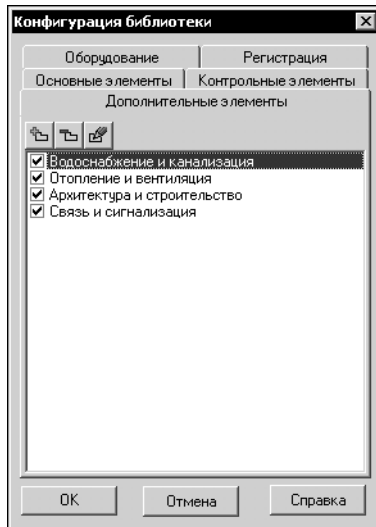 Конфигурация библиотеки
Оборудование Регистрация
Основные элементы Контрольные элементы
Дополнительные элементы
Водоснабжение и канализация
Отопление и вентиляция
Архитектура и строительство
Связь и сигнализация
OK Отмена Справка